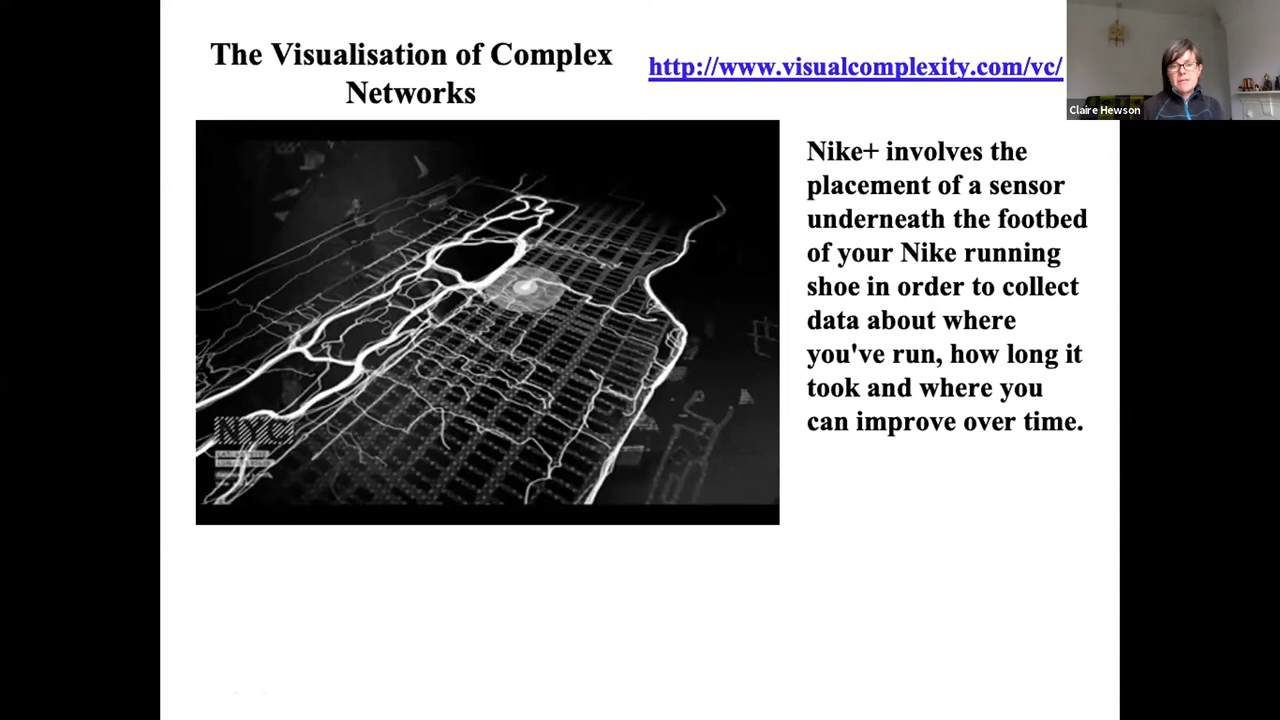 The Visualisation of Complex
Networks
http://www.visualcomplexity.com/vc/
Claire Hewson
Nike+ involves the
placement of a sensor
underneath the footbed
of your Nike running
shoe in order to collect
data about where
you've run, how long it
took and where you
can improve over time.
NYC